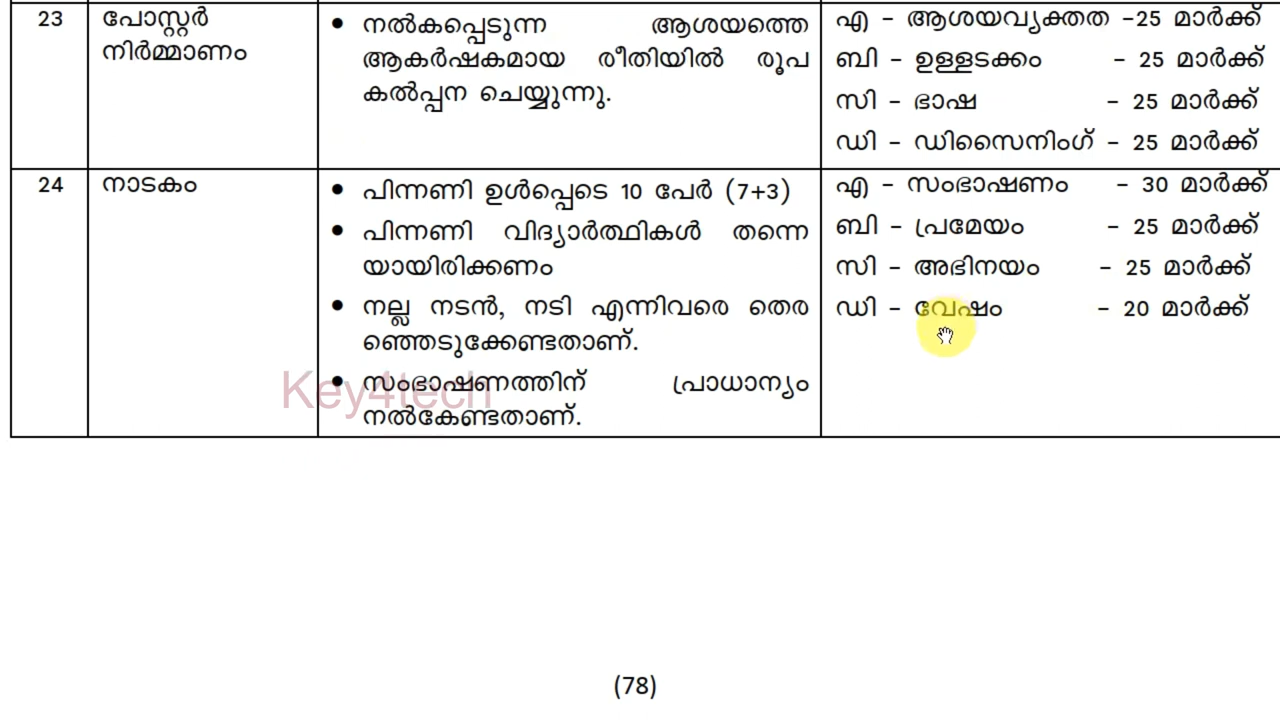 23
പോസ്റ്റർ
നിർമ്മാണം
• നൽകപ്പെടുന്ന ആശയത്തെ
ആകർഷകമായ രീതിയിൽ രൂപ
കൽപ്പന ചെയ്യുന്നു.
എ – ആശയവ്യക്തത –25 മാർക്ക്
ബി – ഉള്ളടക്കം – 25 മാർക്ക്
സി – ഭാഷ – 25 മാർക്ക്
ഡി – ഡിസൈനിംഗ് – 25 മാർക്ക്
24
നാടകം
• പിന്നണി ഉൾപ്പെടെ 10 പേർ (7+3)
• പിന്നണി വിദ്യാർത്ഥികൾ തന്നെ
യായിരിക്കണം
• നല്ല നടൻ, നടി എന്നിവരെ തെര
ഞ്ഞെടുക്കേണ്ടതാണ്.
• സംഭാഷണത്തിന് പ്രാധാന്യം
നൽകേണ്ടതാണ്.
എ – സംഭാഷണം – 30 മാർക്ക്
ബി – പ്രമേയം – 25 മാർക്ക്
സി – അഭിനയം – 25 മാർക്ക്
ഡി – വേഷം – 20 മാർക്ക്
Key4tech
(78)